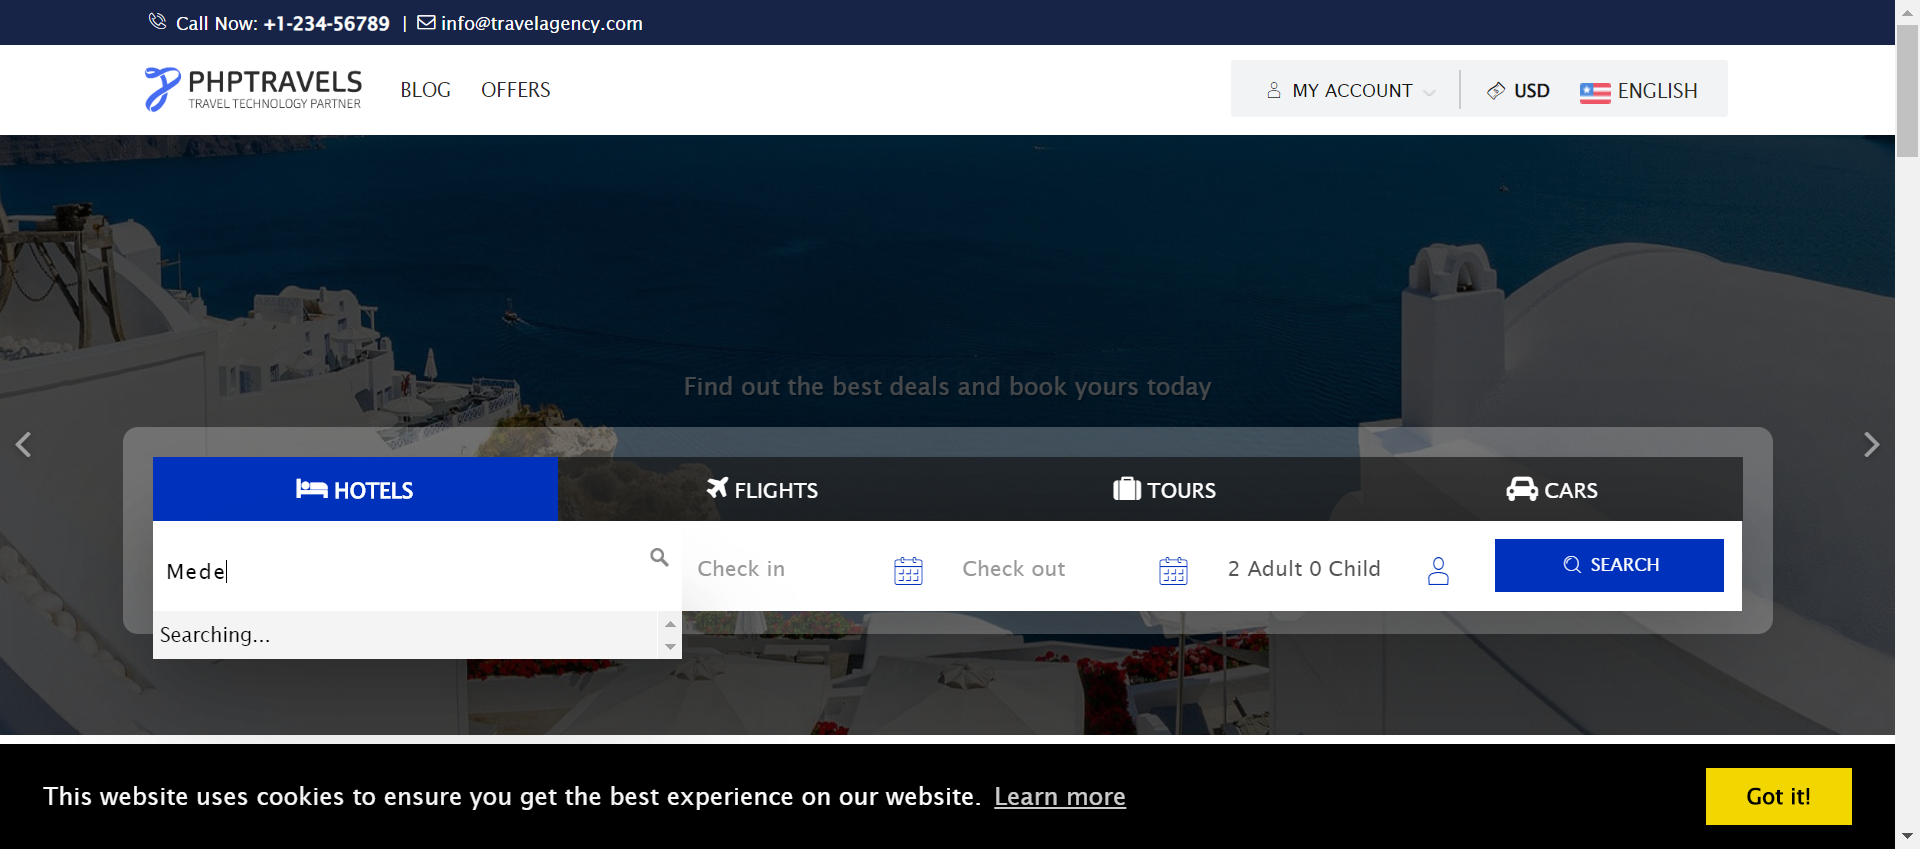 Call Now: +1-234-56789 | info@travelagency.com
PHPTRAVELS
TRAVEL TECHNOLOGY PARTNER
BLOG OFFERS
MY ACCOUNT USD ENGLISH
Find out the best deals and book yours today
HOTELS FLIGHTS TOURS CARS
Mede Check in Check out 2 Adult 0 Child SEARCH
Searching...
This website uses cookies to ensure you get the best experience on our website. Learn more Got it!